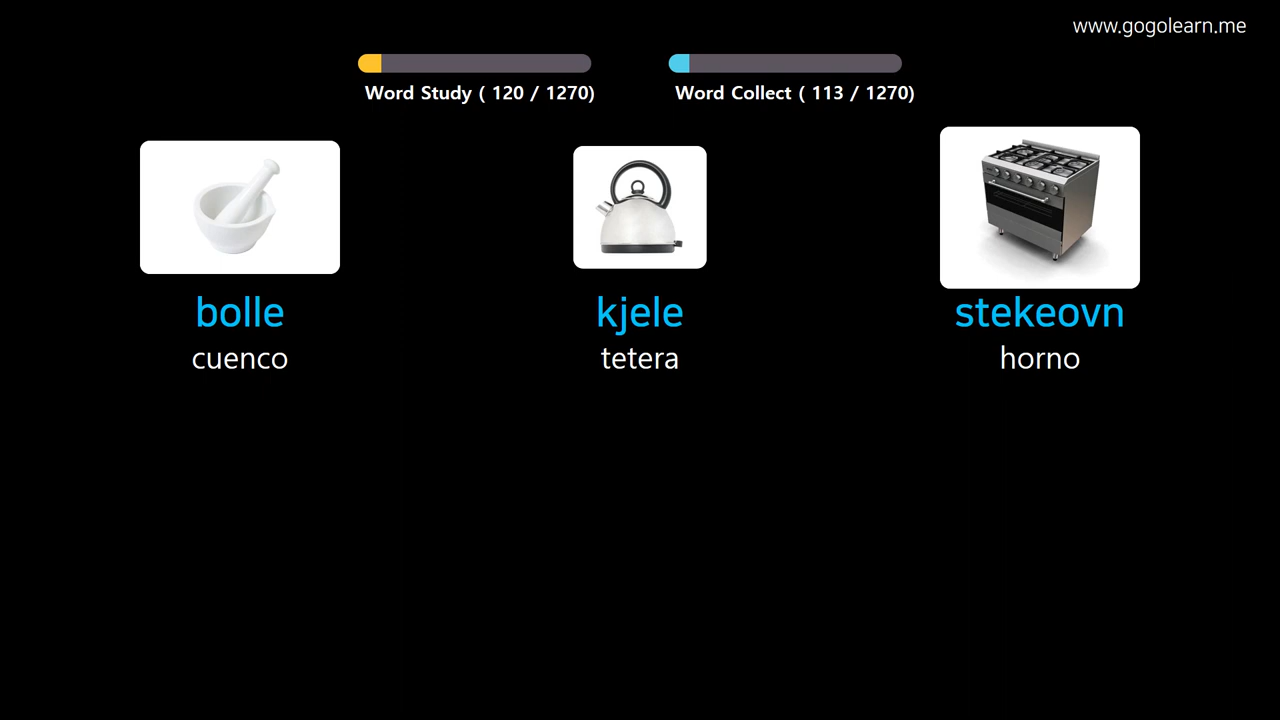 www.gogolearn.me
Word Study ( 120 / 1270)
Word Collect ( 113 / 1270)
bolle
kjele
stekeovn
cuenco
tetera
horno